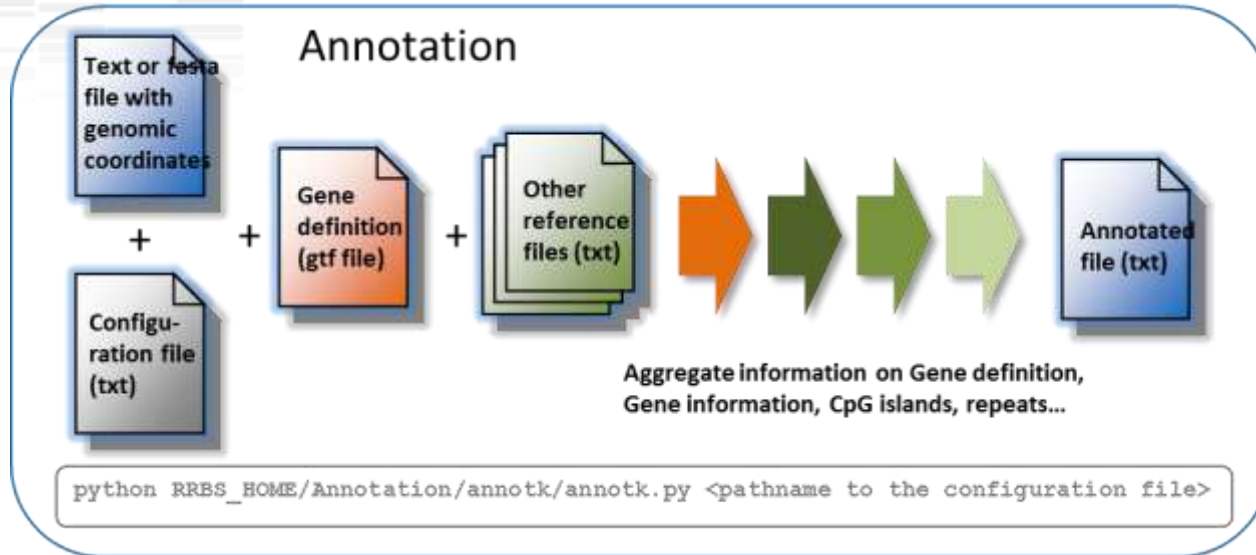 Annotation
Text or fasta
file with
genomic
coordinates
+
Configu-
ration file
(txt)
+
Gene
definition
(gtf file)
+
Other
reference
files (txt)
Annotated
file (txt)
Aggregate information on Gene definition,
Gene information, CpG islands, repeats...
python RRBS_HOME/Annotation/annotk/annotk.py <pathname to the configuration file>